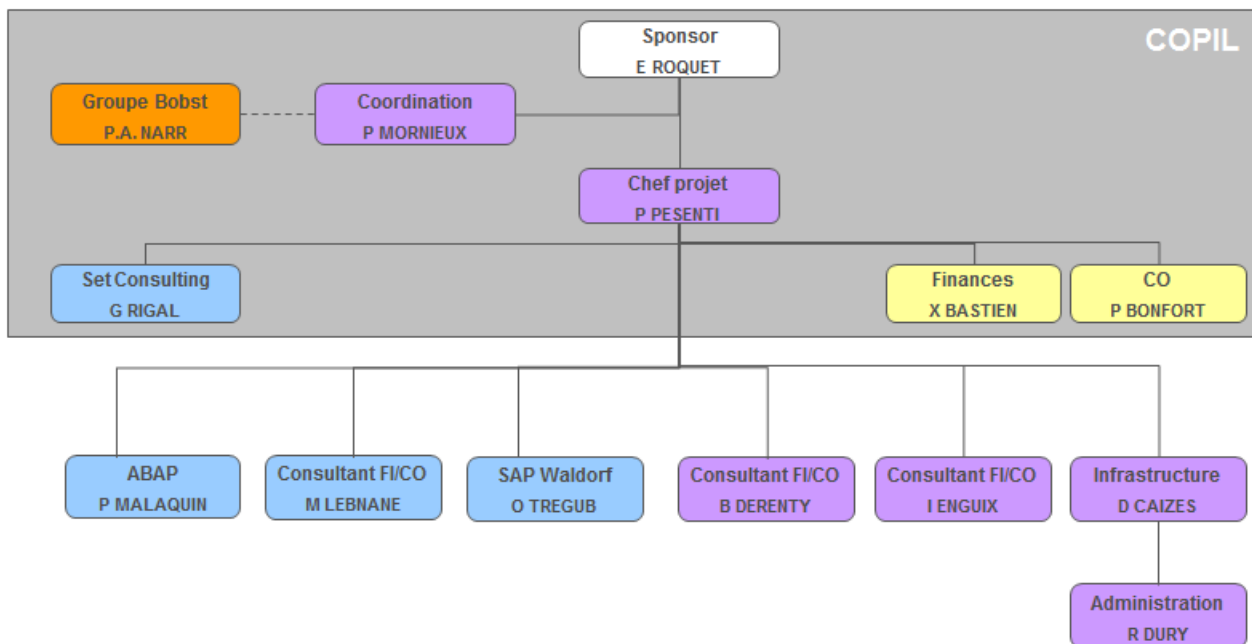 COPIL
Sponsor
E ROQUET
Groupe Bobst
P.A. NARR
Coordination
P MORNIEUX
Chef projet
P PESENTI
Set Consulting
G RIGAL
Finances
X BASTIEN
CO
P BONFORT
ABAP
P MALAQUIN
Consultant FI/CO
M LEBNANE
SAP Waldorf
O TREGUB
Consultant FI/CO
B DERENTY
Consultant FI/CO
I ENGUIX
Infrastructure
D CAIZES
Administration
R DURY